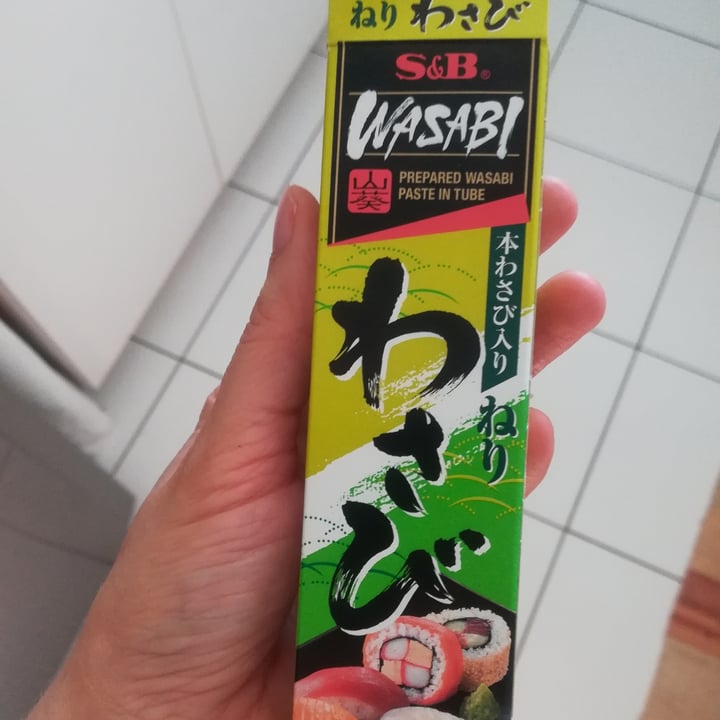 ねり わさび
S&B®
WASABI
山葵
PREPARED WASABI
PASTE IN TUBE
本わさび入り
ねり
わさび